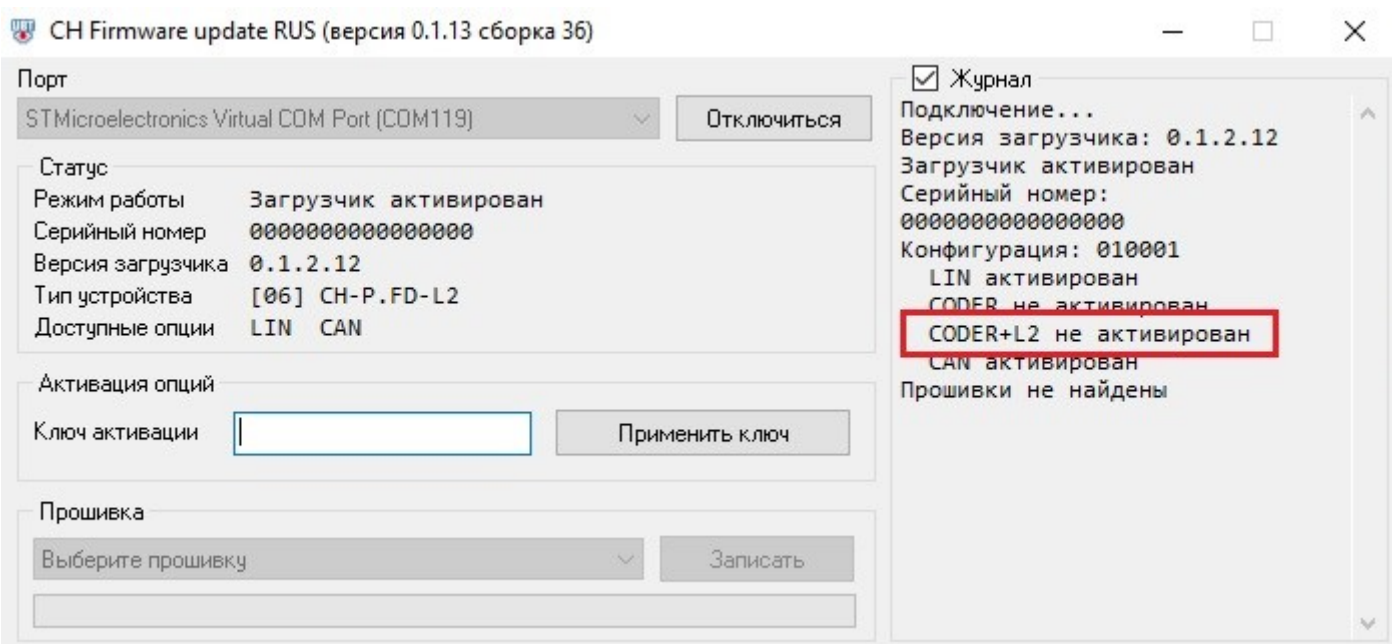 CH Firmware update RUS (версия 0.1.13 сборка 36)
Порт
STMicroelectronics Virtual COM Port (COM119)
Отключиться
Статус
Режим работы Загрузчик активирован
Серийный номер 0000000000000000
Версия загрузчика 0.1.2.12
Тип устройства [06] CH-P.FD-L2
Доступные опции LIN CAN
Активация опций
Ключ активации
Применить ключ
Прошивка
Выберите прошивку
Записать
Журнал
Подключение...
Версия загрузчика: 0.1.2.12
Загрузчик активирован
Серийный номер:
0000000000000000
Конфигурация: 010001
LIN активирован
CODER не активирован
CODER+L2 не активирован
CAN активирован
Прошивки не найдены